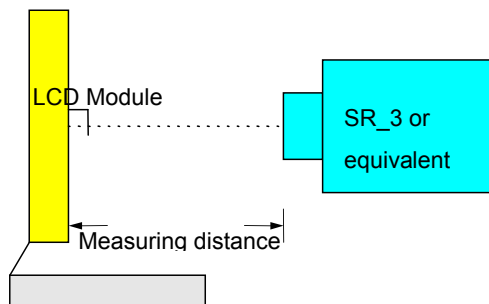 LCD Module
SR_3 or
equivalent
Measuring distance